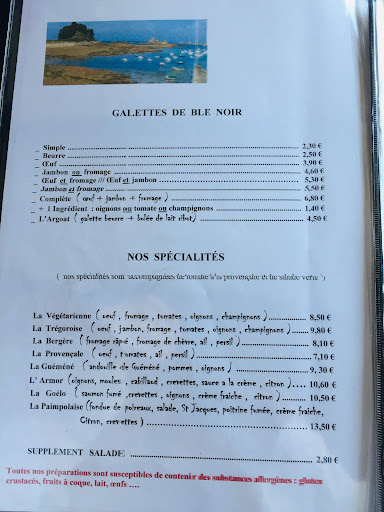 GALETTES DE BLE NOIR
_ Simple ........ 2,30 €
_ Beurre ........ 2,50 €
_ Œuf ........ 3,90 €
_ Jambon ou fromage ........ 4,60 €
_ Œuf et fromage /// Œuf et jambon ........ 5,30 €
_ Jambon et fromage ........ 5,50 €
_ Complète ( œuf + jambon + fromage ) ........ 6,80 €
_ + 1 Ingrédient : oignons ou tomate ou champignons ........ 1.40 €
_ L'Argoat ( galette beurre + bolée de lait ribot) ........ 4,50 €
NOS SPÉCIALITÉS
( nos spécialités sont accompagnées de tomate à la provençale et de salade verte )
La Végétarienne ( oeuf , fromage , tomates , oignons , champignons ) ........ 8,50 €
La Trégoroise ( oeuf , jambon, fromage , tomates , oignons , champignons ) ........ 9,80 €
La Bergère ( fromage râpé , fromage de chèvre, ail , persil ) ........ 8,10 €
La Provençale ( oeuf , tomates , ail , persil ) ........ 7,10 €
La Guéméné ( andouille de Guéméné , pommes , oignons ) ........ 9,30 €
L' Armor (oignons, moules , cabillaud , crevettes, sauce a la crème , citron ) .... 10,60 €
La Goëlo ( saumon fumé ,crevettes , oignons , crème fraiche , citron ) ........ 10,50 €
La Paimpolaise (fondue de poireaux, salade, St Jacques, poitrine fumée, crème fraiche,
Citron, crevettes ) ........ 13,50 €
SUPPLEMENT SALADE ........ 2,80 €
Toutes nos préparations sont susceptibles de contenir des substances allergènes : gluten
crustacés, fruits à coque, lait, œufs ....